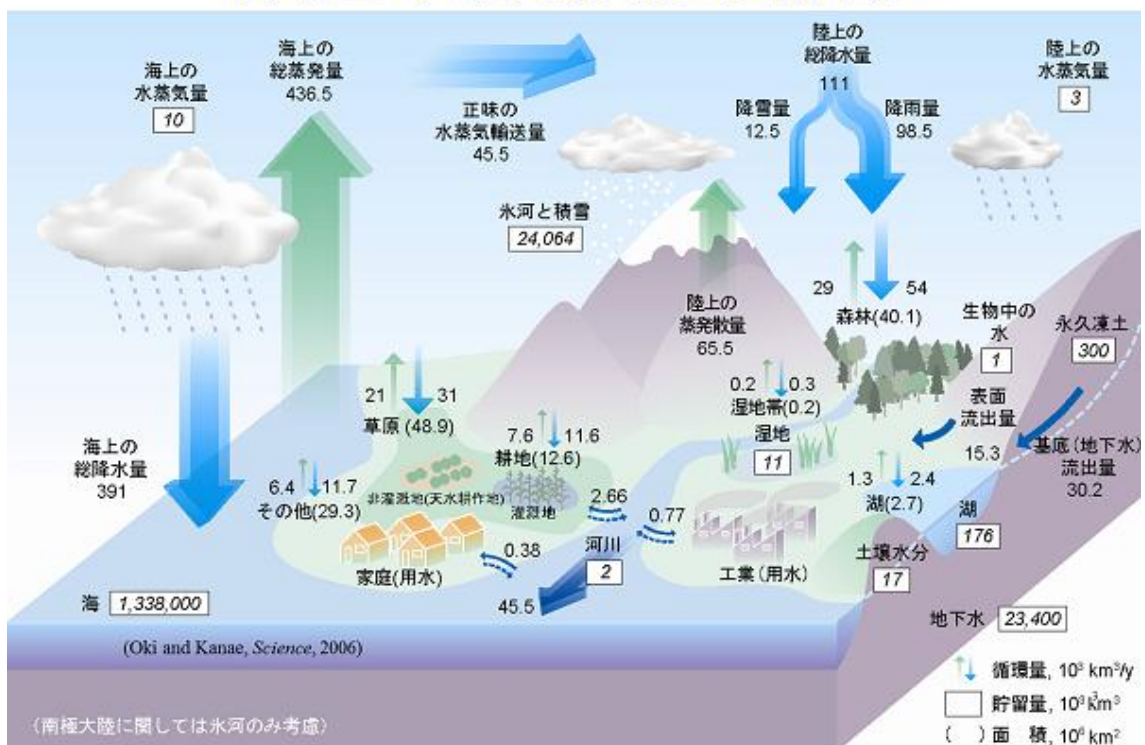 海上の
水蒸気量
10
海上の
総蒸発量
436.5
正味の
水蒸気輸送量
45.5
陸上の
総降水量
111
降雪量
12.5
降雨量
98.5
陸上の
水蒸気量
3
氷河と積雪
24,064
陸上の
蒸発散量
65.5
29 54
森林(40.1)
生物中の
水
1
永久凍土
300
21 31
草原 (48.9)
0.2 0.3
湿地帯(0.2)
湿地
11
表面
流出量
15.3
基底(地下水)
流出量
30.2
海上の
総降水量
391
7.6 11.6
耕地(12.6)
6.4 11.7
その他(29.3)
非灌漑地(天水耕作地)
灌漑地
2.66
0.77
1.3 2.4
湖(2.7)
湖
176
0.38
河川
2
家庭(用水)
工業(用水)
土壌水分
17
45.5
海 1,338,000
地下水 23,400
(Oki and Kanae, Science, 2006)
循環量, 10³ km³/y
貯留量, 10³ km³
( ) 面 積, 10⁶ km²
(南極大陸に関しては氷河のみ考慮)